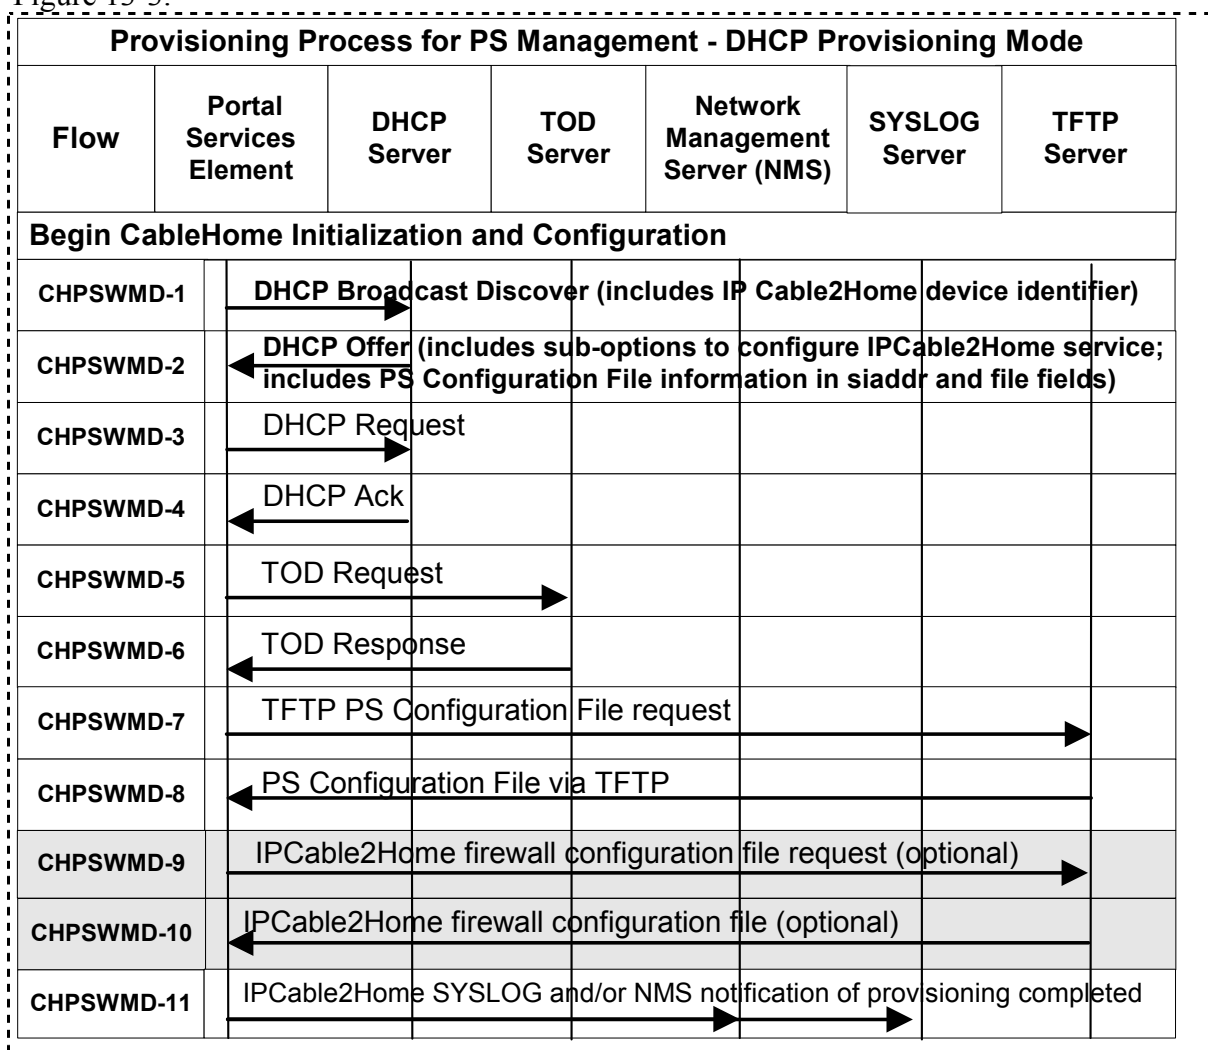 Figure 13-3.
Provisioning Process for PS Management - DHCP Provisioning Mode
Flow
Portal
Services
Element
DHCP
Server
TOD
Server
Network
Management
Server (NMS)
SYSLOG
Server
TFTP
Server
Begin CableHome Initialization and Configuration
CHPSWMD-1
DHCP Broadcast Discover (includes IP Cable2Home device identifier)
CHPSWMD-2
DHCP Offer (includes sub-options to configure IPCable2Home service;
includes PS Configuration File information in siaddr and file fields)
CHPSWMD-3
DHCP Request
CHPSWMD-4
DHCP Ack
CHPSWMD-5
TOD Request
CHPSWMD-6
TOD Response
CHPSWMD-7
TFTP PS Configuration File request
CHPSWMD-8
PS Configuration File via TFTP
CHPSWMD-9
IPCable2Home firewall configuration file request (optional)
CHPSWMD-10
IPCable2Home firewall configuration file (optional)
CHPSWMD-11
IPCable2Home SYSLOG and/or NMS notification of provisioning completed